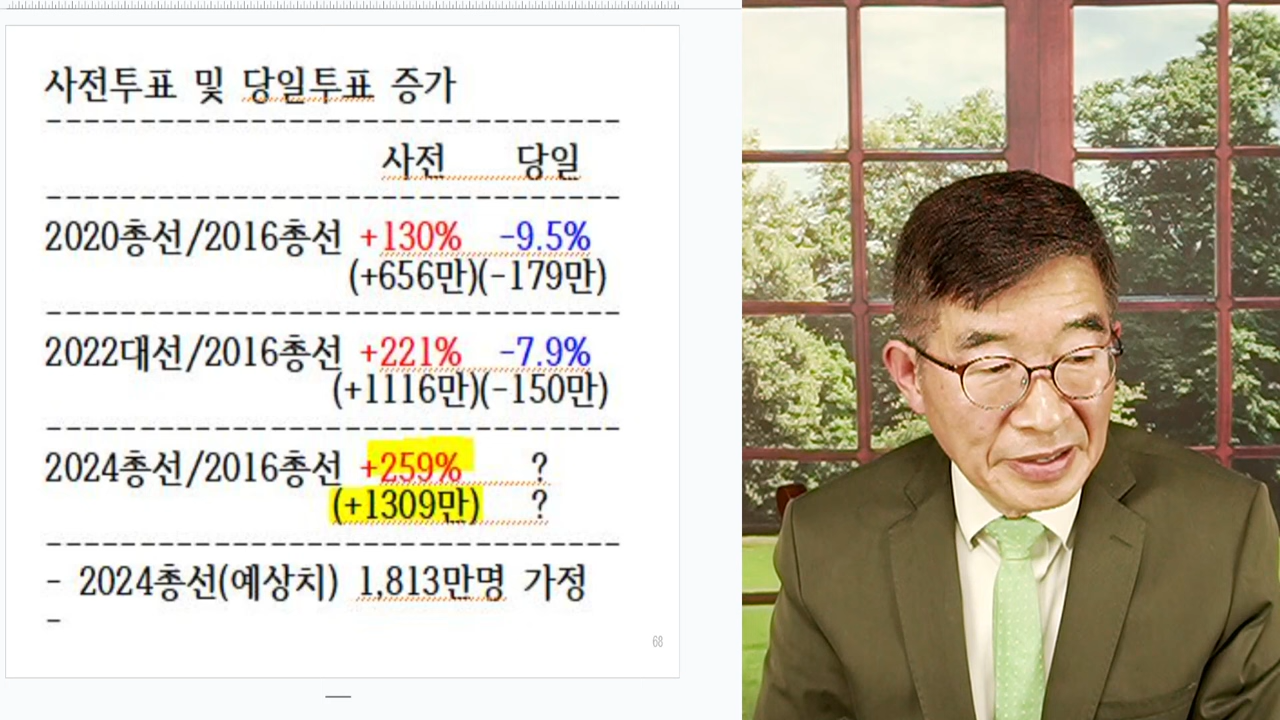 사전투표 및 당일투표 증가
사전 당일
2020총선/2016총선 +130% -9.5%
(+656만)(-179만)
2022대선/2016총선 +221% -7.9%
(+1116만)(-150만)
2024총선/2016총선 +259% ?
(+1309만) ?
- 2024총선(예상치) 1,813만명 가정
-
68